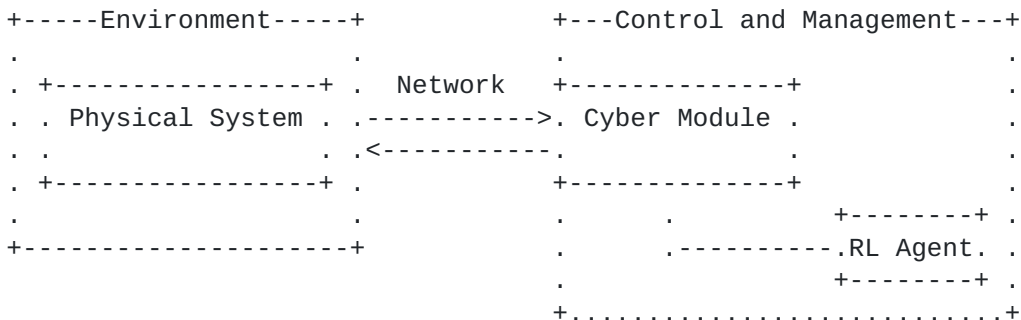 +-----Environment-----+            +---Control and Management---+
.                     .            .                            .
. +-----------------+ .  Network   +--------------+             .
. . Physical System . .----------->. Cyber Module .             .
. .                 . .<-----------.              .             .
. +-----------------+ .            +--------------+             .
.                     .            .      .          +--------+ .
+---------------------+            .      .----------.RL Agent. .
                                   .                 +--------+ .
                                   +............................+